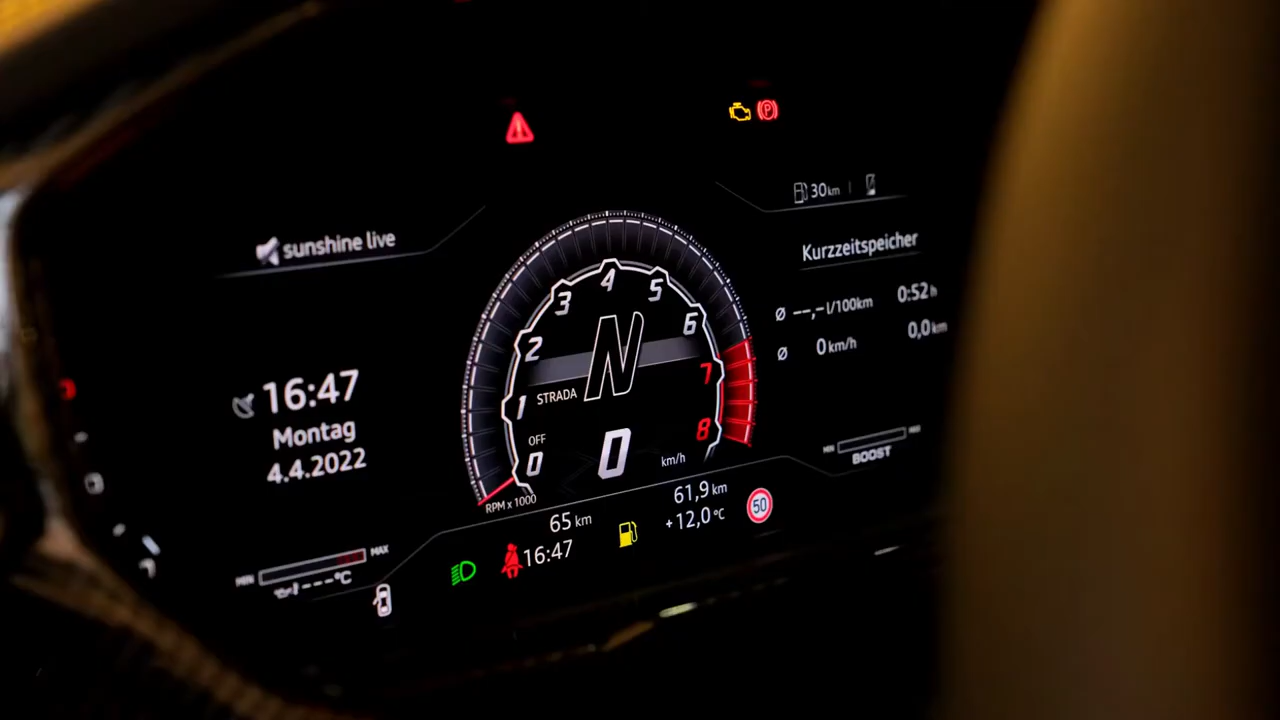 sunshine live
30 km
Kurzzeitspeicher
Ø --,- l/100km 0:52 h
Ø 0 km/h 0,0 km
16:47
Montag
4.4.2022
0 1 2 3 4 5 6 7 8
N
STRADA
OFF
0 km/h
RPM x 1000
MIN MAX
BOOST
65 km
61,9 km
16:47
+12,0 °C
50
MIN MAX
---°C